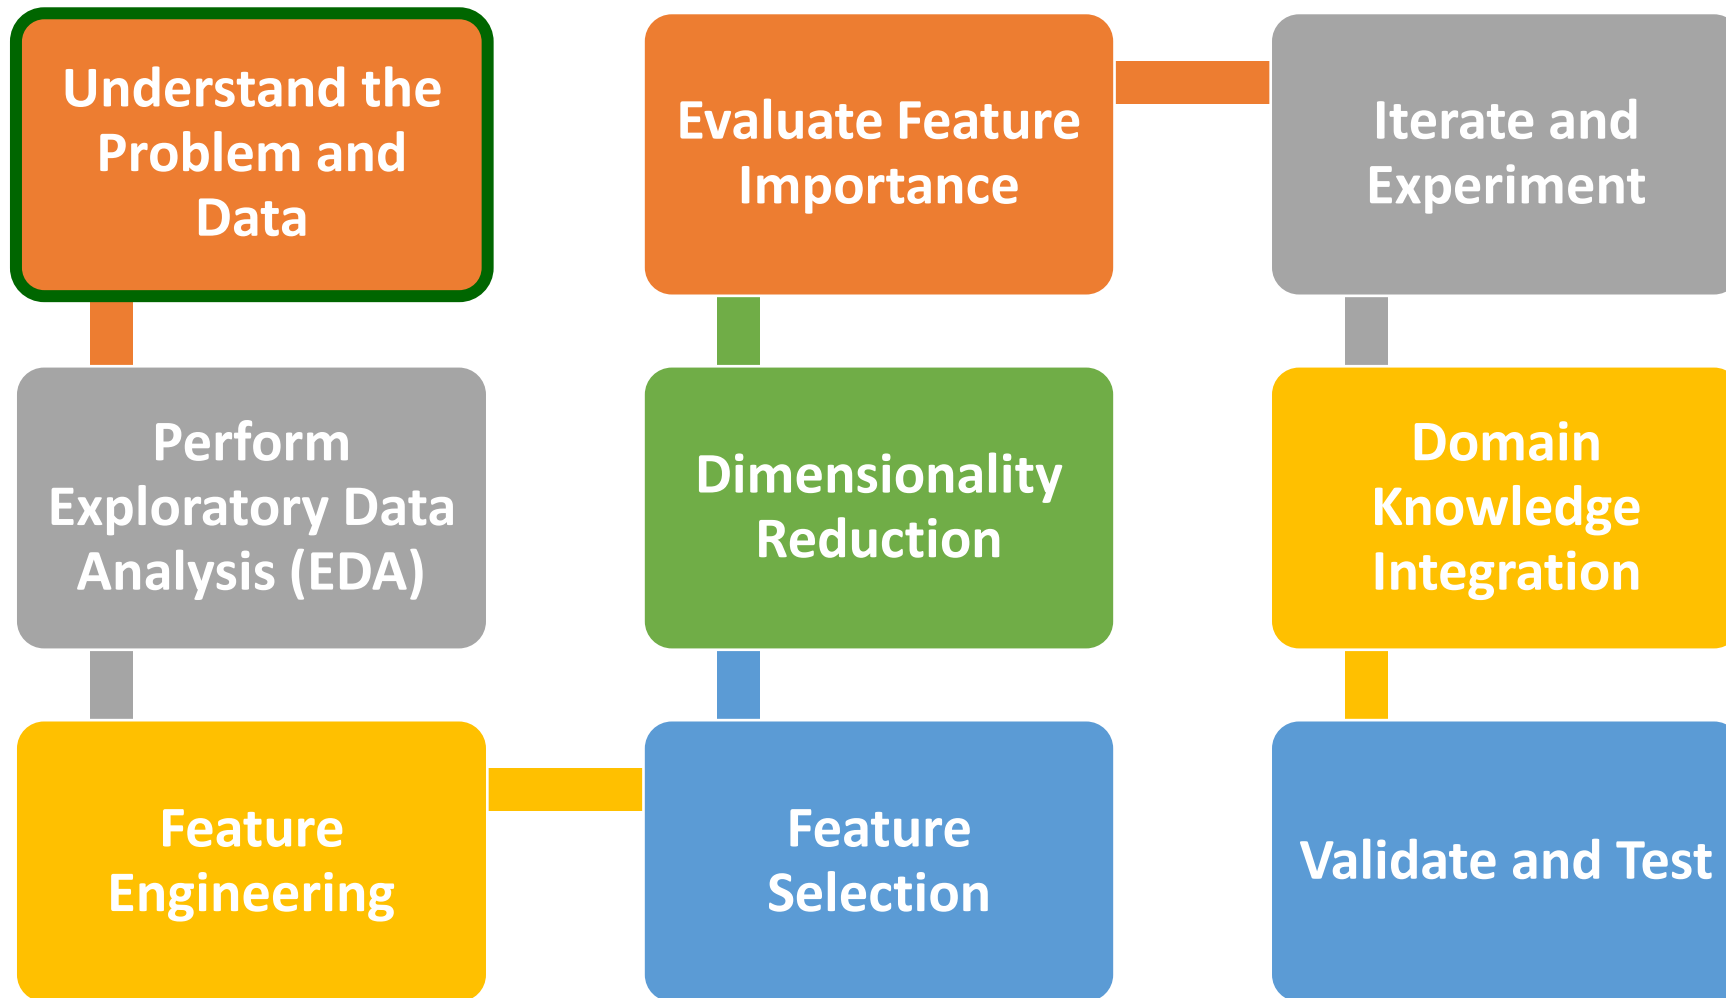 Understand the
Problem and
Data
Perform
Exploratory Data
Analysis (EDA)
Feature
Engineering
Feature
Selection
Dimensionality
Reduction
Evaluate Feature
Importance
Iterate and
Experiment
Domain
Knowledge
Integration
Validate and Test